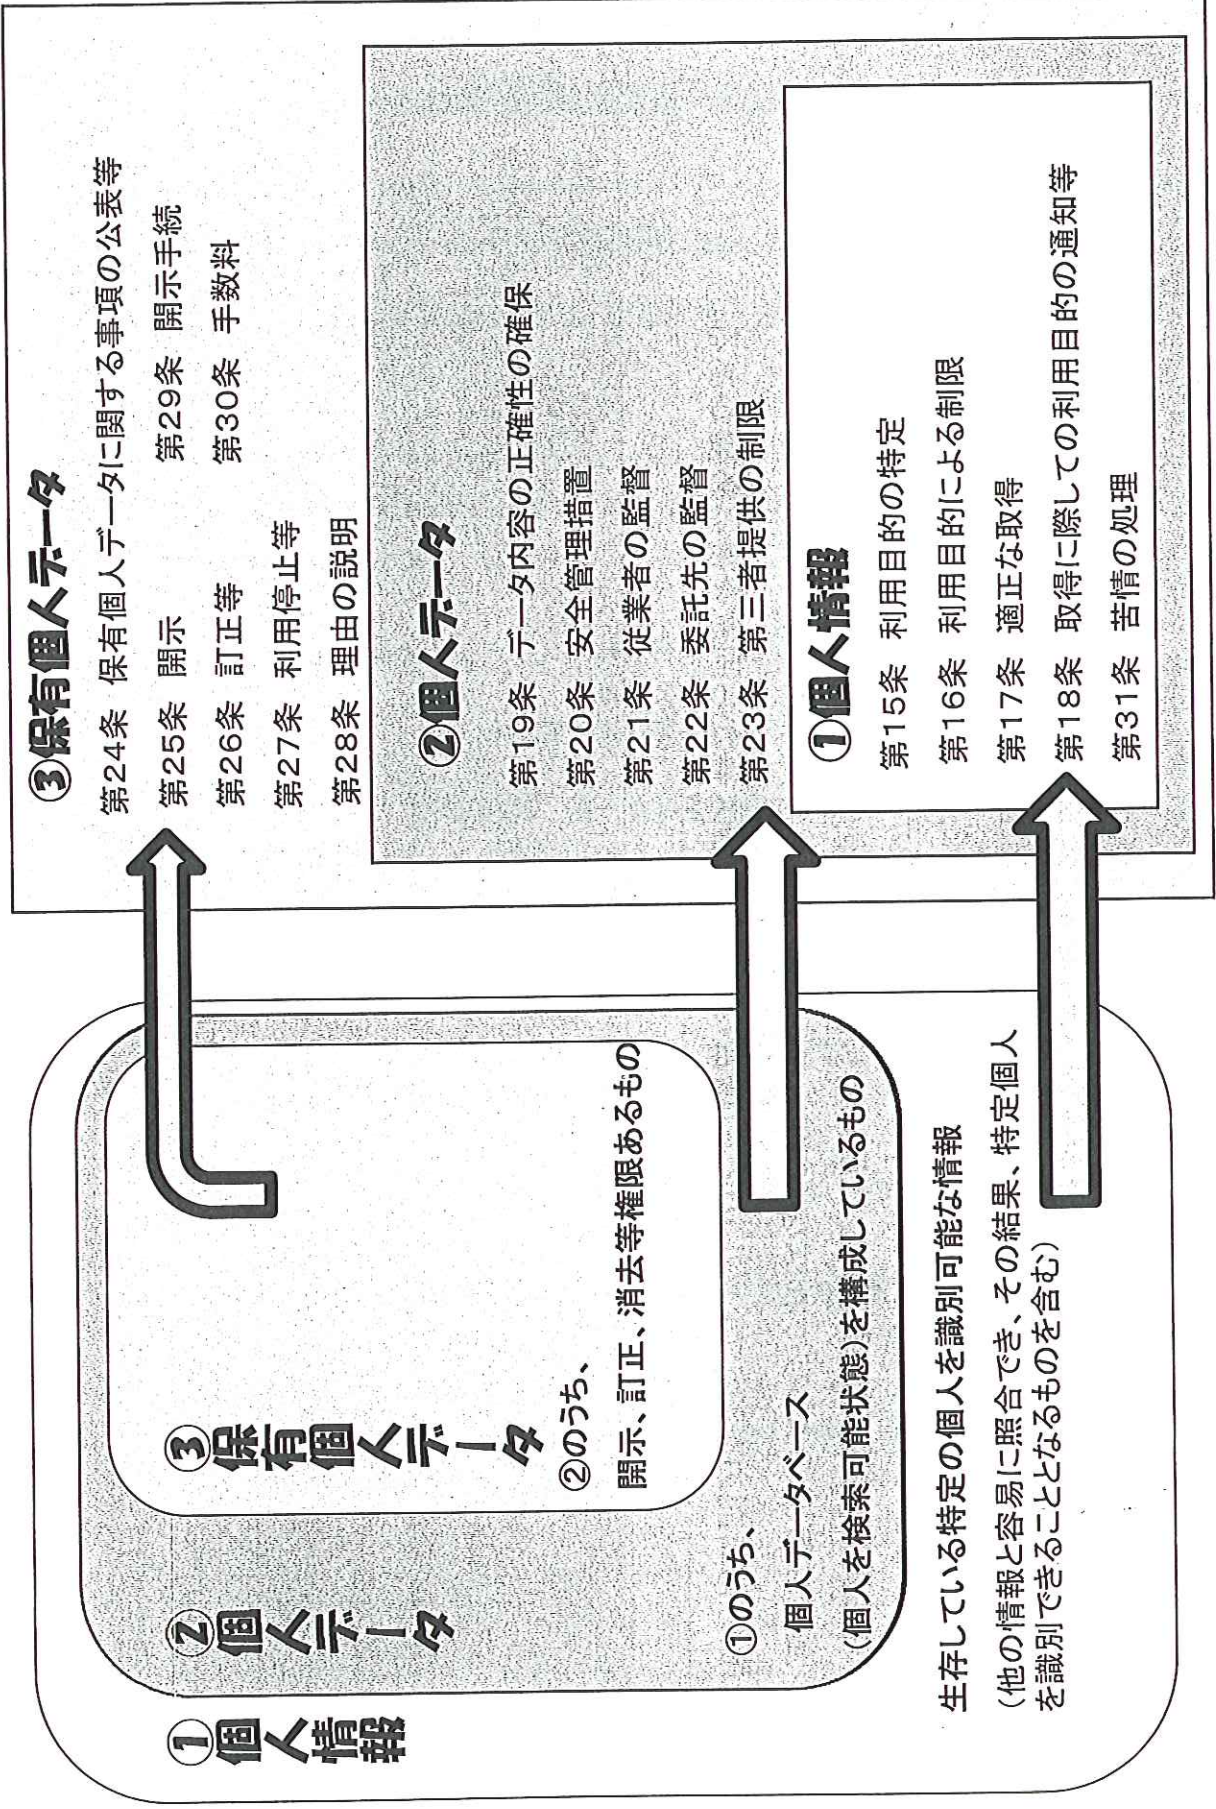 ①個人情報
②個人データ
③保有個人データ
②のうち、
開示、訂正、消去等権限あるもの
①のうち、
個人データベース
(個人を検索可能状態)を構成しているもの
生存している特定の個人を識別可能な情報
(他の情報と容易に照合でき、その結果、特定個人
を識別できることとなるものを含む)
③保有個人データ
第24条 保有個人データに関する事項の公表等
第25条 開示 第29条 開示手続
第26条 訂正等 第30条 手数料
第27条 利用停止等
第28条 理由の説明
②個人データ
第19条 データ内容の正確性の確保
第20条 安全管理措置
第21条 従業者の監督
第22条 委託先の監督
第23条 第三者提供の制限
①個人情報
第15条 利用目的の特定
第16条 利用目的による制限
第17条 適正な取得
第18条 取得に際しての利用目的の通知等
第31条 苦情の処理